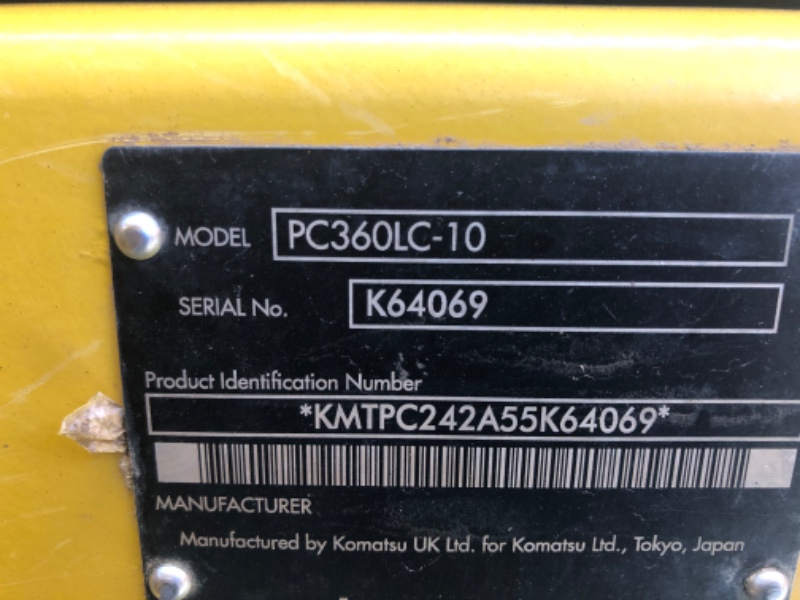 MODEL PC360LC-10
SERIAL No. K64069
Product Identification Number
*KMTPC242A55K64069*
MANUFACTURER
Manufactured by Komatsu UK Ltd. for Komatsu Ltd., Tokyo, Japan